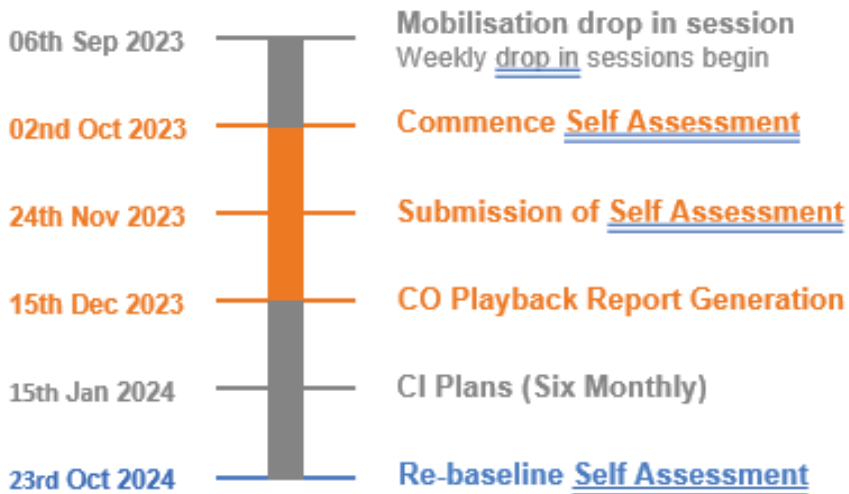 06th Sep 2023
Mobilisation drop in session
Weekly drop in sessions begin
02nd Oct 2023
Commence Self Assessment
24th Nov 2023
Submission of Self Assessment
15th Dec 2023
CO Playback Report Generation
15th Jan 2024
CI Plans (Six Monthly)
23rd Oct 2024
Re-baseline Self Assessment